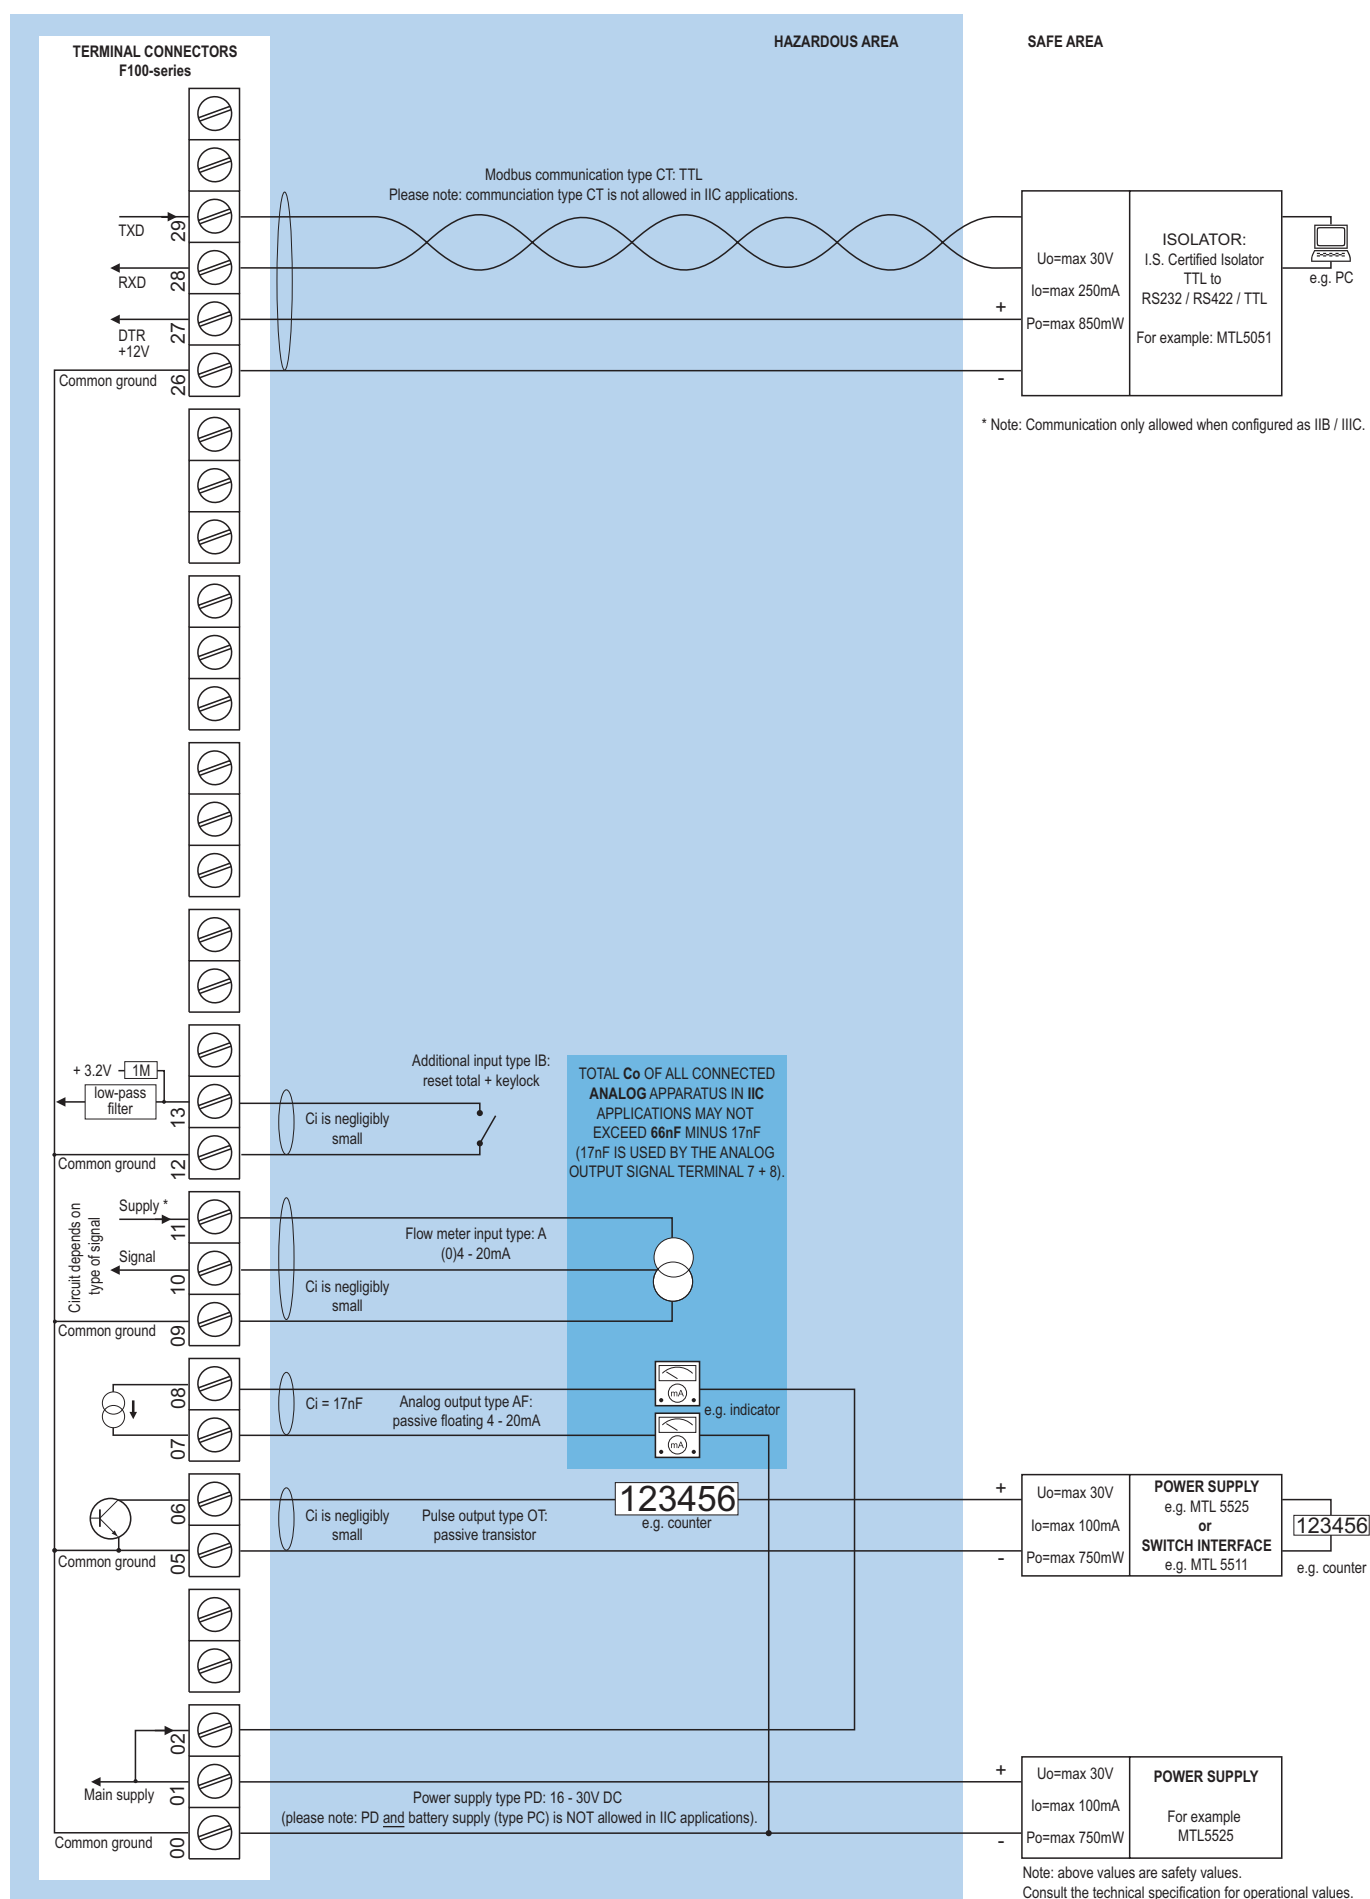 TERMINAL CONNECTORS
F100-series
HAZARDOUS AREA
SAFE AREA
Modbus communication type CT: TTL
Please note: communciation type CT is not allowed in IIC applications.
TXD
29
RXD
28
DTR
+12V
27
Common ground
26
+
-
Uo=max 30V
Io=max 250mA
Po=max 850mW
ISOLATOR:
I.S. Certified Isolator
TTL to
RS232 / RS422 / TTL
For example: MTL5051
e.g. PC
* Note: Communication only allowed when configured as IIB / IIIC.
+ 3.2V
1M
low-pass
filter
13
Common ground
12
Additional input type IB:
reset total + keylock
Ci is negligibly
small
TOTAL Co OF ALL CONNECTED
ANALOG APPARATUS IN IIC
APPLICATIONS MAY NOT
EXCEED 66nF MINUS 17nF
(17nF IS USED BY THE ANALOG
OUTPUT SIGNAL TERMINAL 7 + 8).
Circuit depends on
type of signal
Supply *
11
Signal
10
Common ground
09
Flow meter input type: A
(0)4 - 20mA
Ci is negligibly
small
08
07
Ci = 17nF
Analog output type AF:
passive floating 4 - 20mA
mA
mA
e.g. indicator
06
Common ground
05
Ci is negligibly
small
Pulse output type OT:
passive transistor
123456
e.g. counter
+
-
Uo=max 30V
Io=max 100mA
Po=max 750mW
POWER SUPPLY
e.g. MTL 5525
or
SWITCH INTERFACE
e.g. MTL 5511
123456
e.g. counter
02
Main supply
01
Common ground
00
Power supply type PD: 16 - 30V DC
(please note: PD and battery supply (type PC) is NOT allowed in IIC applications).
+
-
Uo=max 30V
Io=max 100mA
Po=max 750mW
POWER SUPPLY
For example
MTL5525
Note: above values are safety values.
Consult the technical specification for operational values.